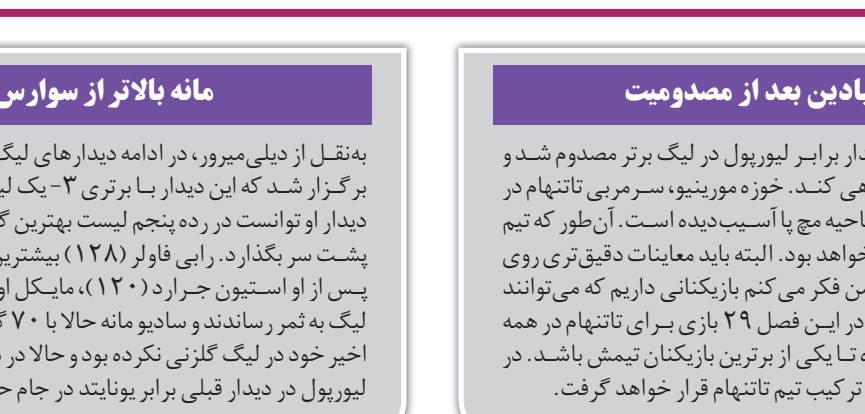 بادین بعد از مصدومیت
دار برابر لیورپول در لیگ برتر مصدوم شد و
هی کند. خوزه مورینیو، سرمربی تاتنهام در
احیه مچ پا آسیب‌دیده است. آن‌طور که تیم
خواهد بود. البته باید معاینات دقیق‌تری روی
من فکر می‌کنم بازیکنانی داریم که می‌توانند
در این فصل ۲۹ بازی برای تاتنهام در همه
ه تا یکی از برترین بازیکنان تیمش باشد. در
ترکیب تیم تاتنهام قرار خواهد گرفت.
مانه بالاتر از سوارس
به‌نقل از دیلی‌میرور، در ادامه دیدارهای لیگ
برگزار شد که این دیدار با برتری ۳-یک لی
دیدار او توانست در رده پنجم لیست بهترین گ
پشت سر بگذارد. رابی فاولر (۱۲۸) بیشترین
پس از او استیون جرارد (۱۲۰)، مایکل او
لیگ به ثمر رساندند و سادیو مانه حالا با ۷۰ گ
اخیر خود در لیگ گلزنی نکرده بود و حالا در د
لیورپول در دیدار قبلی برابر یونایتد در جام ح